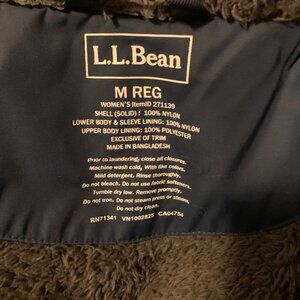 L.L.Bean
M REG
WOMEN'S ItemID 271139
SHELL (SOLID): 100% NYLON
LOWER BODY & SLEEVE LINING: 100% NYLON
UPPER BODY LINING: 100% POLYESTER
EXCLUSIVE OF TRIM
MADE IN BANGLADESH
Prior to laundering, close all closures.
Machine wash cold, With like colors.
Mild detergent. Rinse thoroughly.
Do not bleach. Do not use fabric softeners.
Tumble dry low. Remove promptly.
Do not iron. Do not steam press or steam.
Do not dry clean.
RN71341 VN1002825 CA04754